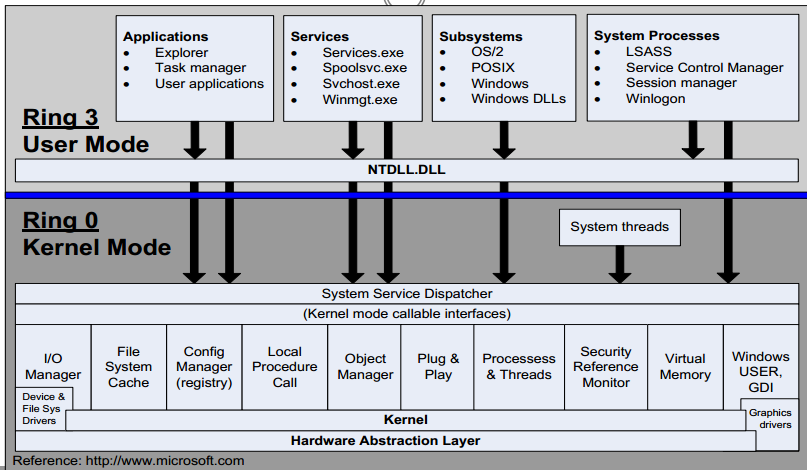 Applications
• Explorer
• Task manager
• User applications
Services
• Services.exe
• Spoolsvc.exe
• Svchost.exe
• Winmgt.exe
Subsystems
• OS/2
• POSIX
• Windows
• Windows DLLs
System Processes
• LSASS
• Service Control Manager
• Session manager
• Winlogon
Ring 3
User Mode
NTDLL.DLL
Ring 0
Kernel Mode
System threads
System Service Dispatcher
(Kernel mode callable interfaces)
I/O
Manager
File
System
Cache
Config
Manager
(registry)
Local
Procedure
Call
Object
Manager
Plug &
Play
Processess
& Threads
Security
Reference
Monitor
Virtual
Memory
Windows
USER,
GDI
Device &
File Sys
Drivers
Graphics
drivers
Kernel
Hardware Abstraction Layer
Reference: http://www.microsoft.com